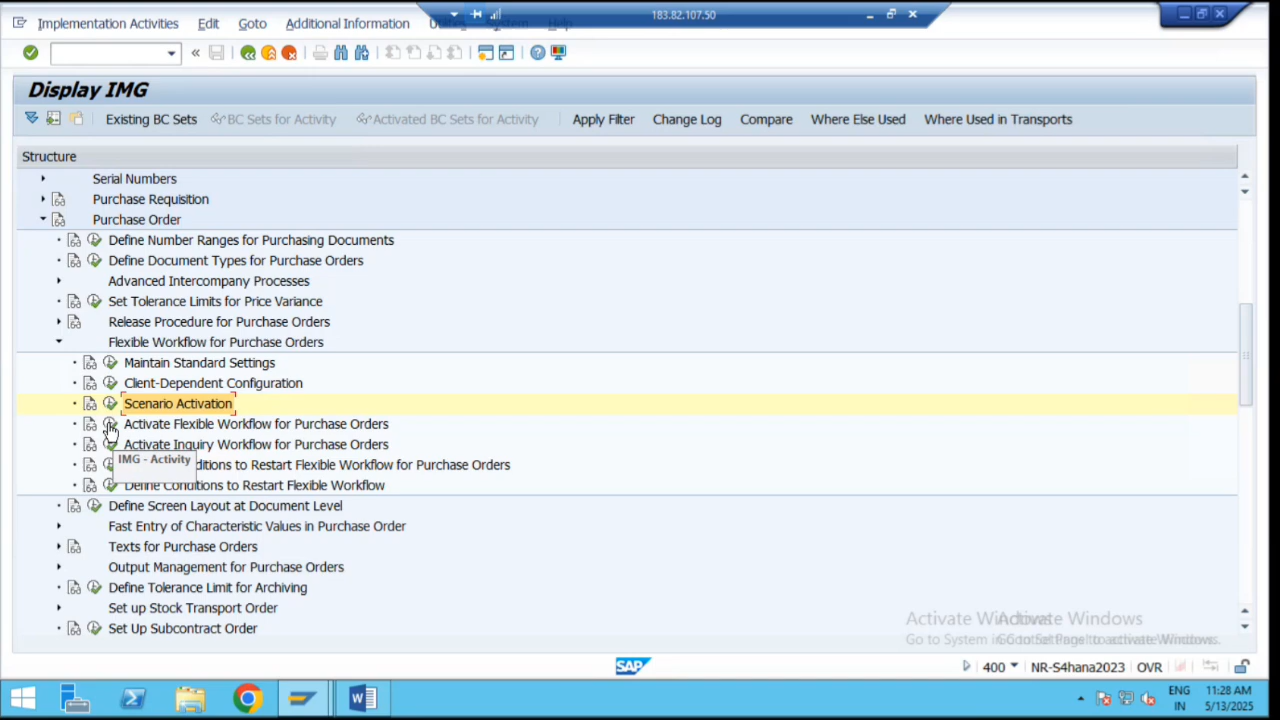 Implementation Activities Edit Goto Additional Information System Help
183.82.107.50
Display IMG
Existing BC Sets BC Sets for Activity Activated BC Sets for Activity Apply Filter Change Log Compare Where Else Used Where Used in Transports
Structure
Serial Numbers
Purchase Requisition
Purchase Order
Define Number Ranges for Purchasing Documents
Define Document Types for Purchase Orders
Advanced Intercompany Processes
Set Tolerance Limits for Price Variance
Release Procedure for Purchase Orders
Flexible Workflow for Purchase Orders
Maintain Standard Settings
Client-Dependent Configuration
Scenario Activation
Activate Flexible Workflow for Purchase Orders
Activate Inquiry Workflow for Purchase Orders
IMG - Activity
ditions to Restart Flexible Workflow for Purchase Orders
Define Conditions to Restart Flexible Workflow
Define Screen Layout at Document Level
Fast Entry of Characteristic Values in Purchase Order
Texts for Purchase Orders
Output Management for Purchase Orders
Define Tolerance Limit for Archiving
Set up Stock Transport Order
Set Up Subcontract Order
Activate Windows
SAP
400 NR-S4hana2023 OVR
ENG 11:28 AM
IN 5/13/2025